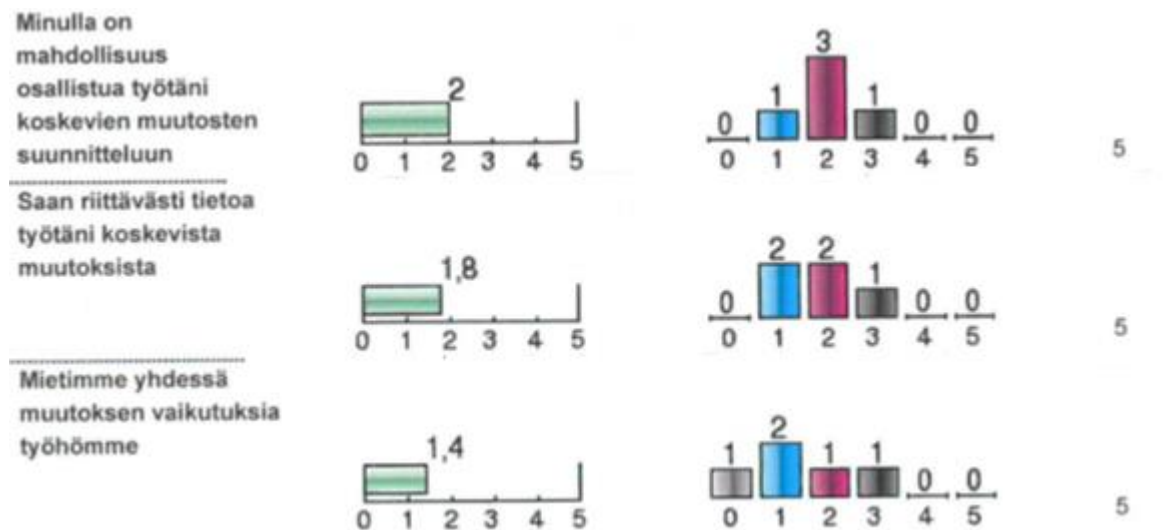 Minulla on
mahdollisuus
osallistua työtäni
koskevien muutosten
suunnitteluun
2
0 1 2 3 4 5
0 1 3 1 0 0
0 1 2 3 4 5
5
Saan riittävästi tietoa
työtäni koskevista
muutoksista
1,8
0 1 2 3 4 5
0 2 2 1 0 0
0 1 2 3 4 5
5
Mietimme yhdessä
muutoksen vaikutuksia
työhömme
1,4
0 1 2 3 4 5
1 2 1 1 0 0
0 1 2 3 4 5
5